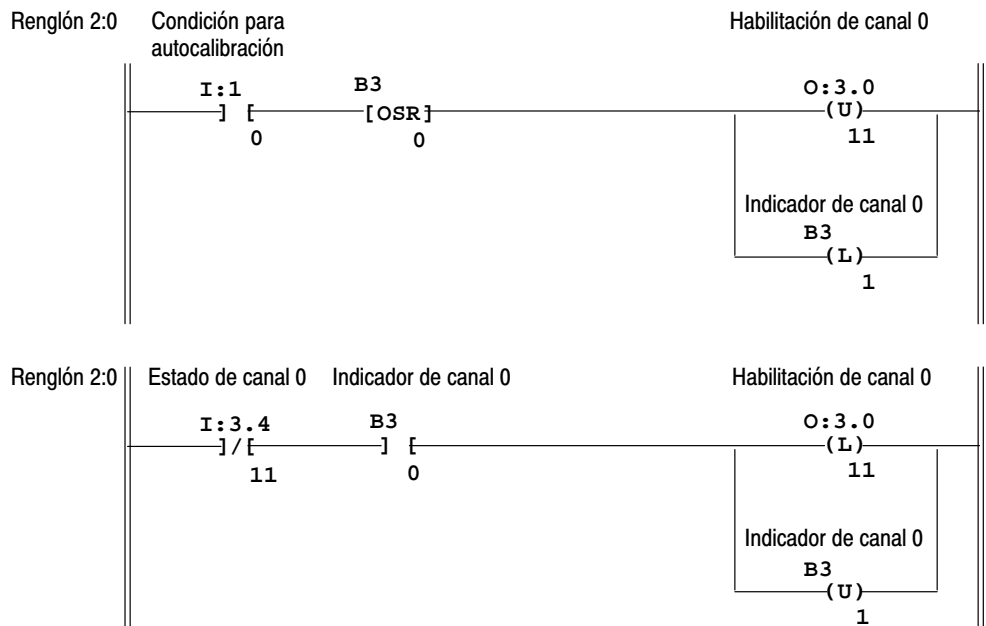 Renglón 2:0
Condición para
autocalibración
Habilitación de canal 0
I:1
B3
O:3.0
] [
[OSR]
(U)
0
0
11
Indicador de canal 0
B3
(L)
1
Renglón 2:0
Estado de canal 0
Indicador de canal 0
Habilitación de canal 0
I:3.4
B3
O:3.0
]/[
] [
(L)
11
0
11
Indicador de canal 0
B3
(U)
1